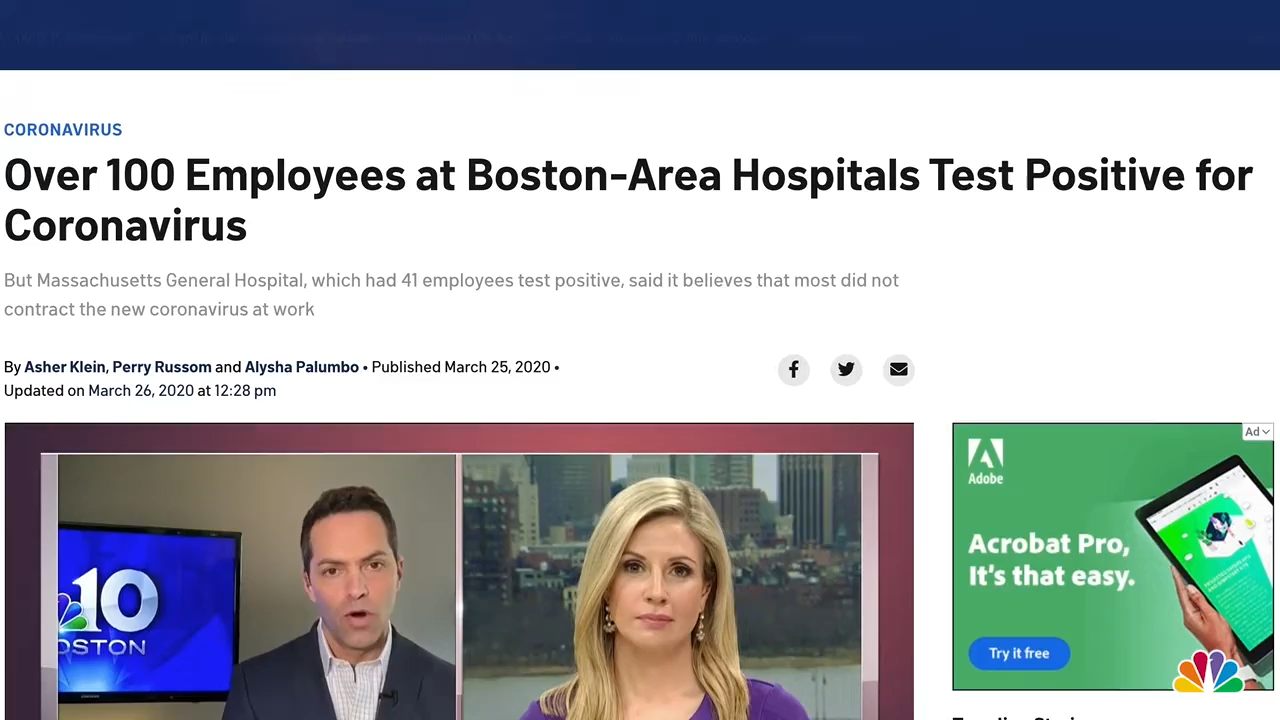 CORONAVIRUS
Over 100 Employees at Boston-Area Hospitals Test Positive for
Coronavirus
But Massachusetts General Hospital, which had 41 employees test positive, said it believes that most did not
contract the new coronavirus at work
By Asher Klein, Perry Russom and Alysha Palumbo • Published March 25, 2020 •
Updated on March 26, 2020 at 12:28 pm
10
OSTON
Ad
Adobe
Acrobat Pro,
It's that easy.
Try it free